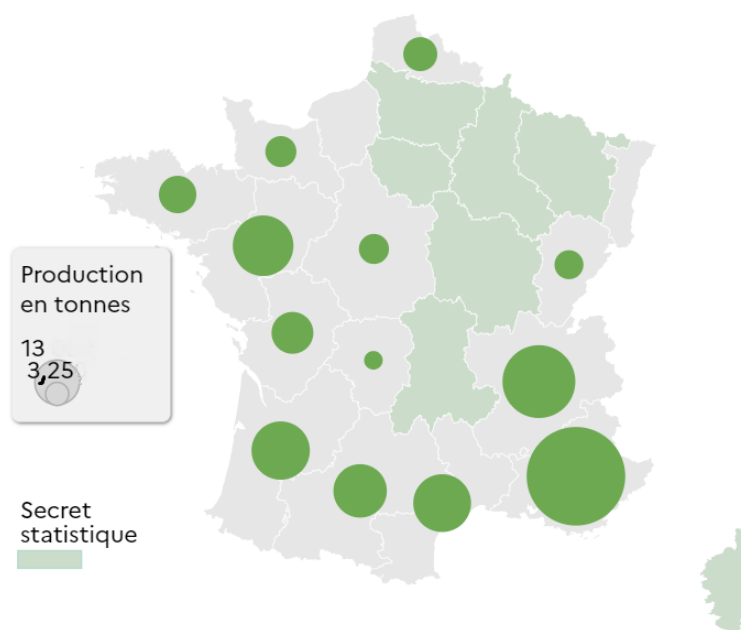 Production
en tonnes
13
3,25
Secret
statistique